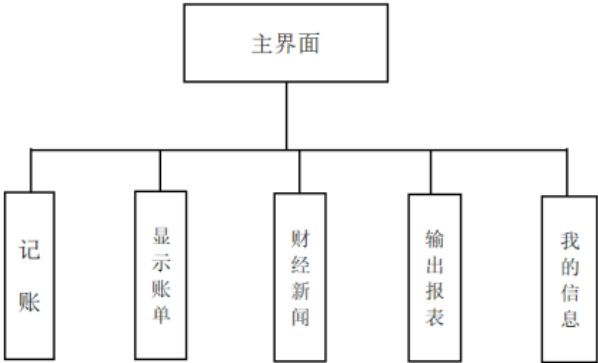 主界面
记账
显示账单
财经新闻
输出报表
我的信息